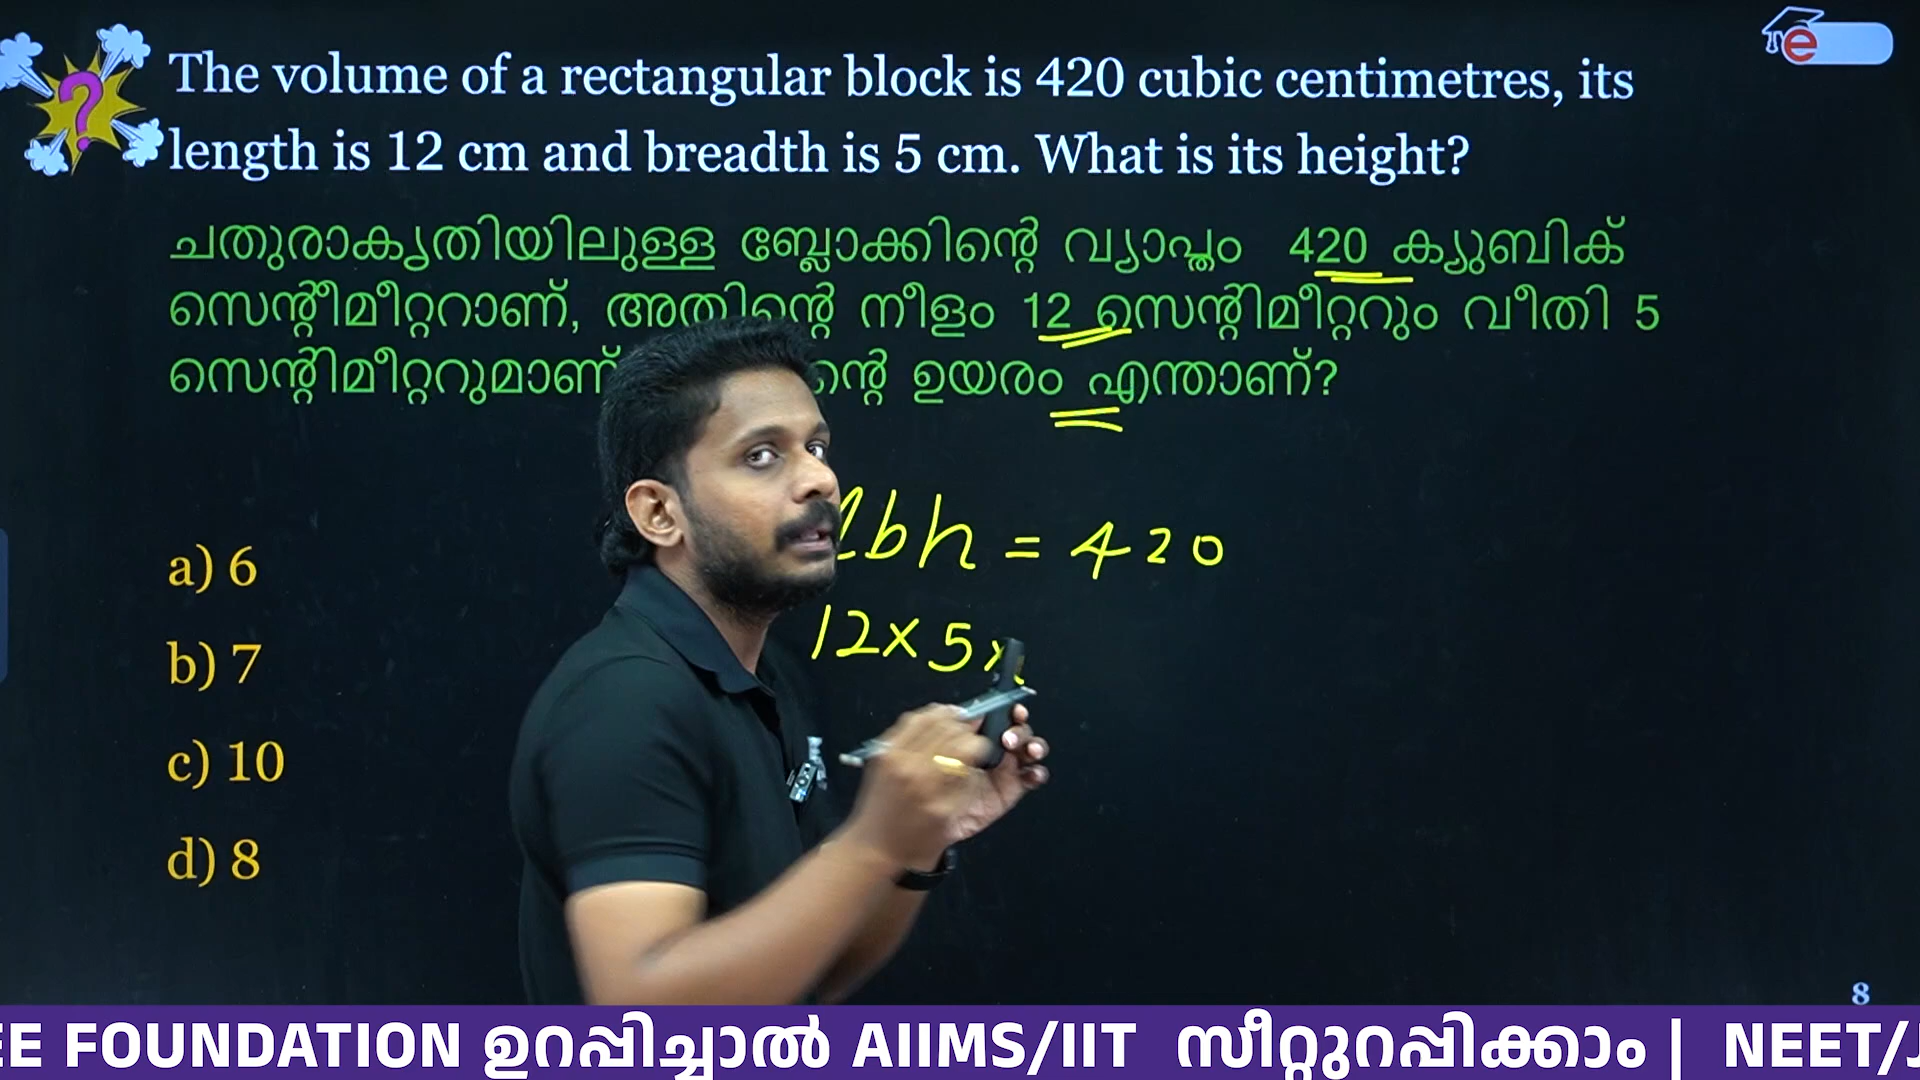 The volume of a rectangular block is 420 cubic centimetres, its
length is 12 cm and breadth is 5 cm. What is its height?
ചതുരാകൃതിയിലുള്ള ബ്ലോക്കിന്റെ വ്യാപ്തം 420 ക്യുബിക്
സെന്റീമീറ്ററാണ്, അതിന്റെ നീളം 12 സെന്റിമീറ്ററും വീതി 5
സെന്റിമീറ്ററുമാണ് ഉയരം എന്താണ്?
lbh = 420
12 × 5 ×
a) 6
b) 7
c) 10
d) 8
8
FOUNDATION ഉറപ്പിച്ചാൽ AIIMS/IIT സീറ്റുറപ്പിക്കാം | NEET/J